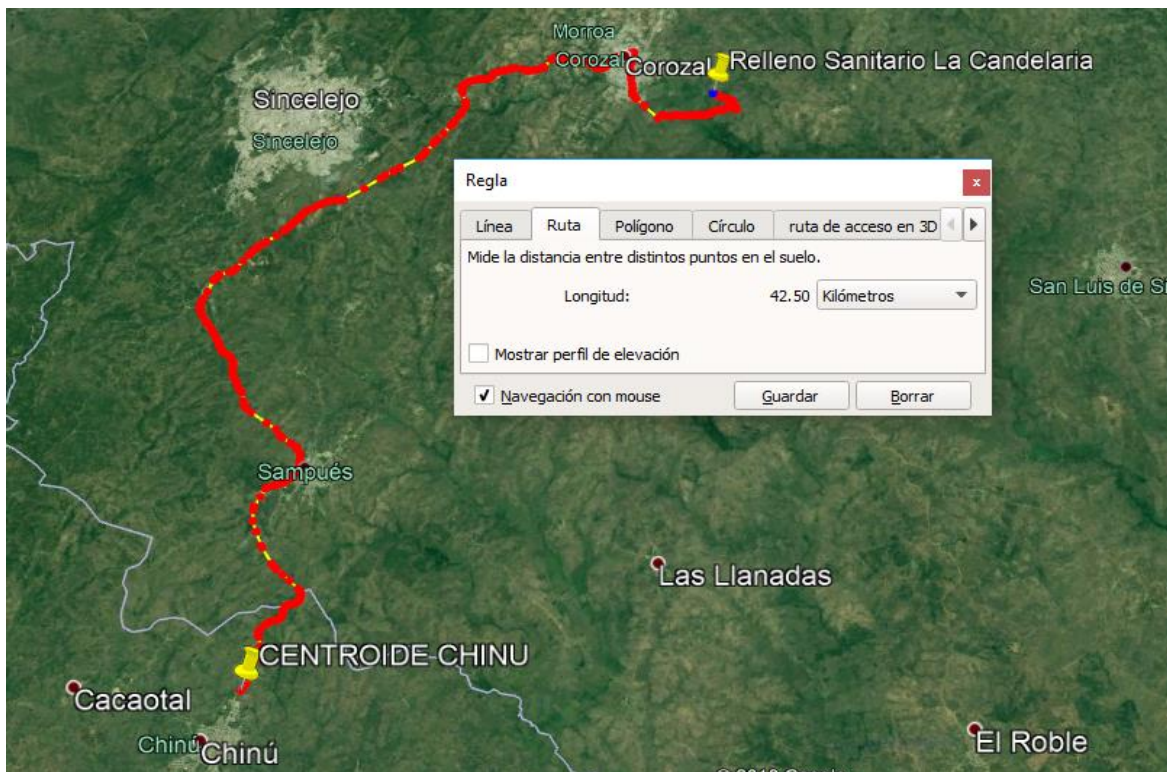 Morroa
Corozal
Corozal
Relleno Sanitario La Candelaria
Sincelejo
Sincelejo
Regla
x
Línea
Ruta
Polígono
Círculo
ruta de acceso en 3D
Mide la distancia entre distintos puntos en el suelo.
Longitud:
42.50
Kilómetros
Mostrar perfil de elevación
Navegación con mouse
Guardar
Borrar
San Luis de Si
Sampués
Las Llanadas
CENTROIDE-CHINU
Cacaotal
Chinú
Chinú
El Roble